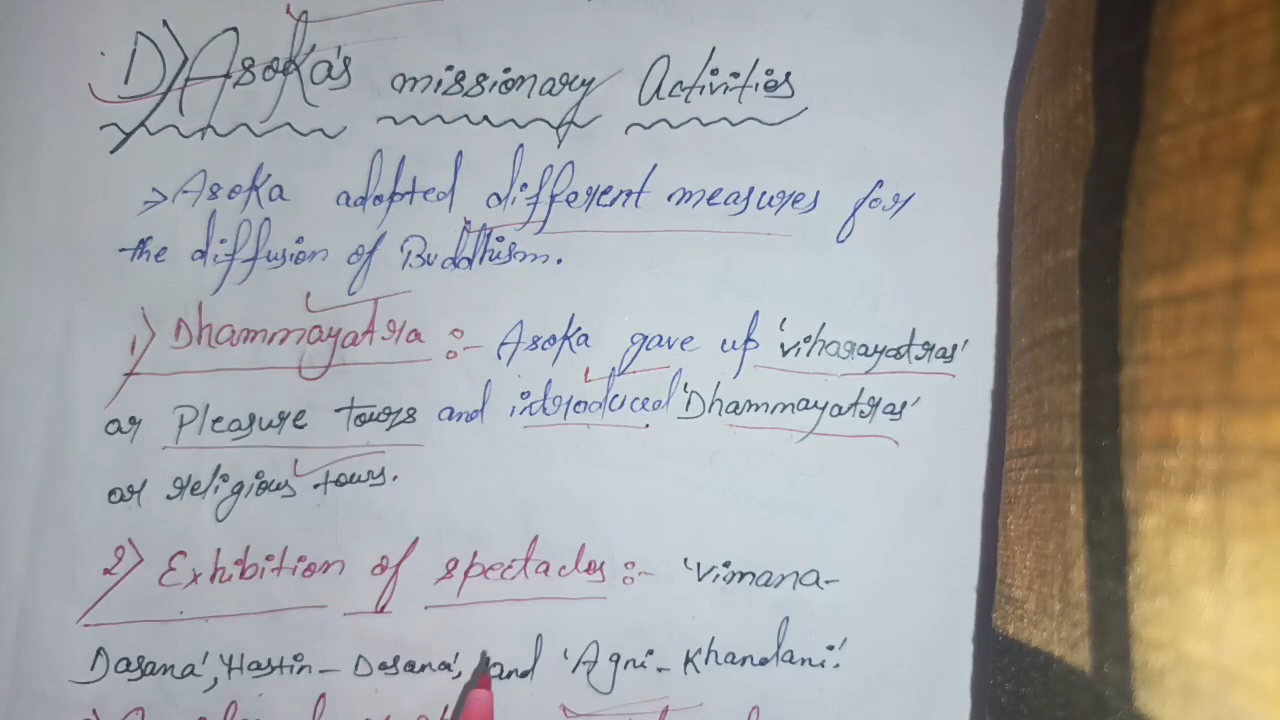 D) Asoka's missionary Activities
⇒ Asoka adopted different measures for
the diffusion of Buddhism.
1) Dhammayatra :- Asoka gave up 'viharayatras'
or Pleasure tours and introduced 'Dhammayatras'
or religious tours.
2) Exhibition of spectacles :- 'Vimana-
Dasana', 'Hastin - Dasana', and 'Agni - Khandani'.